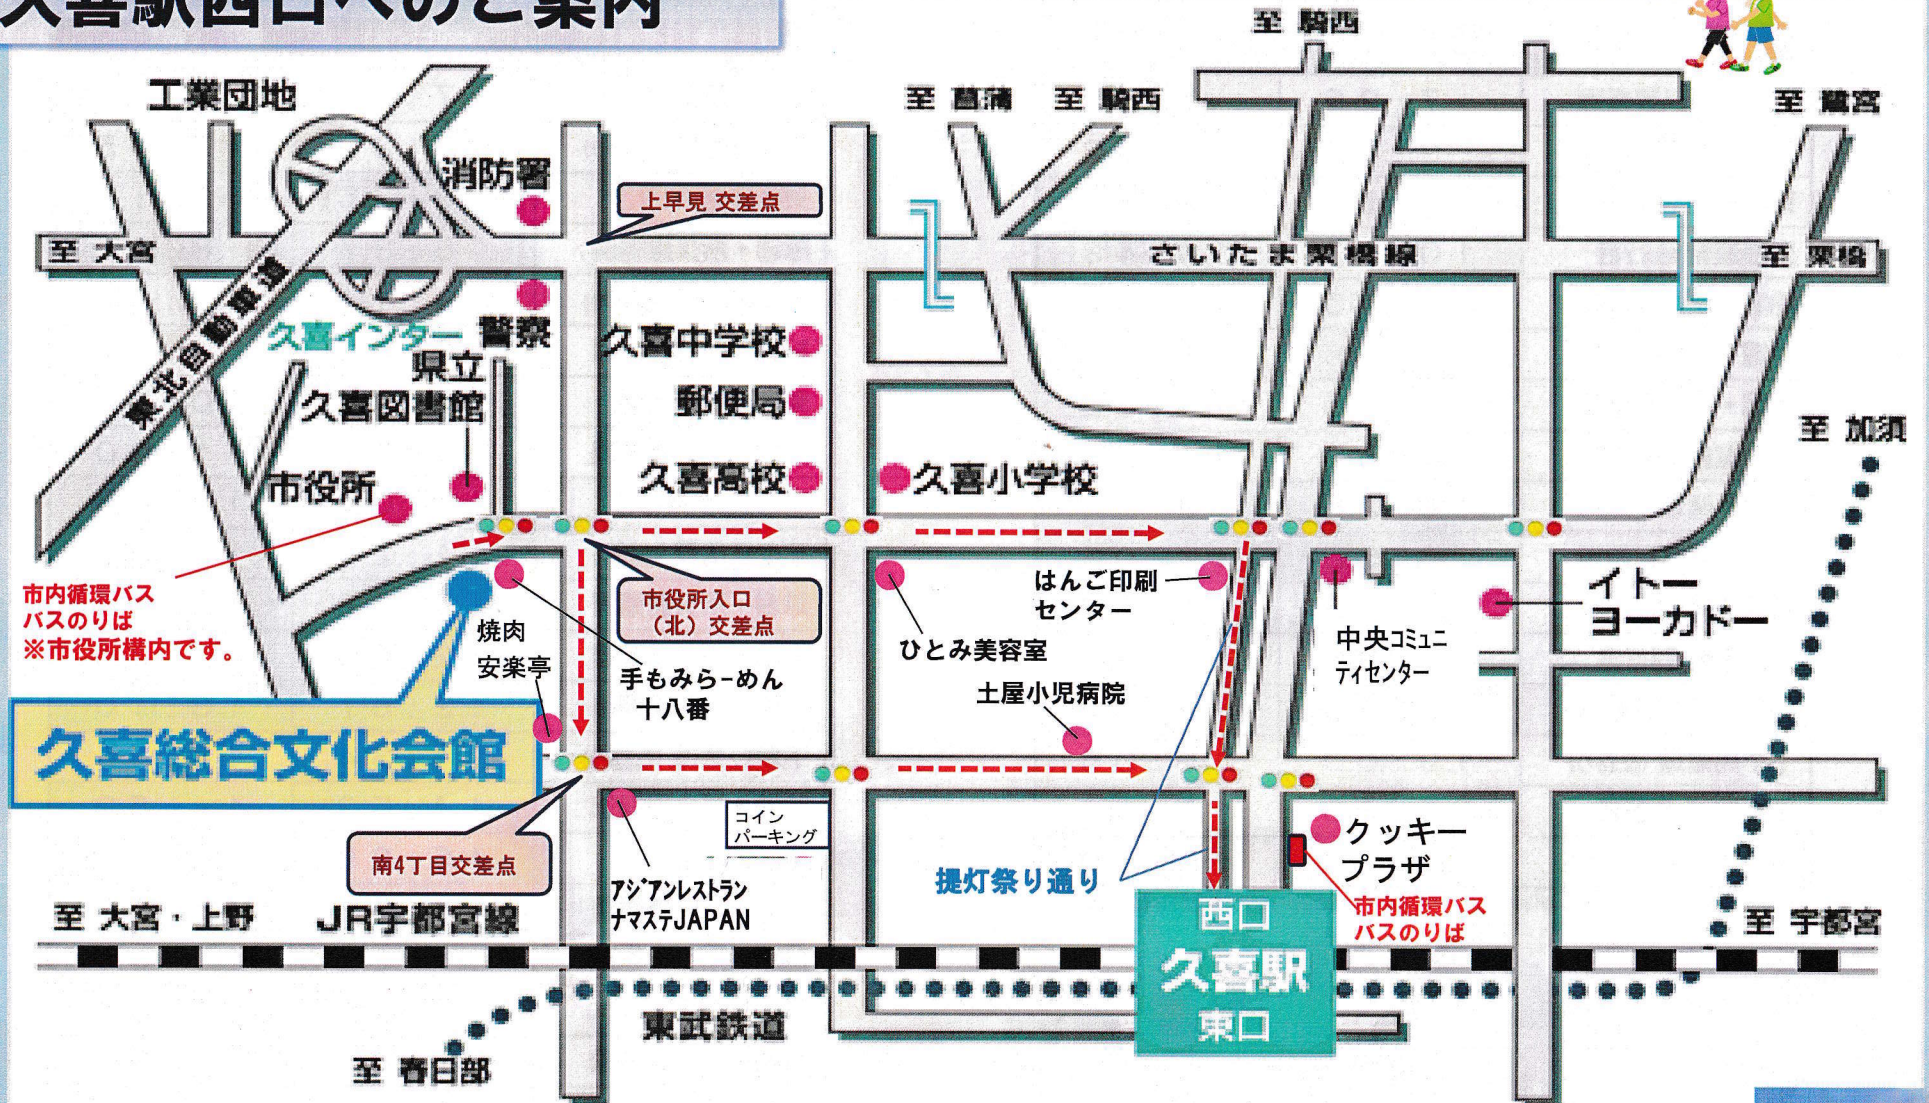 久喜駅西口へのご案内
至 騎西
工業団地
至 菖蒲
至 騎西
至 鷲宮
消防署
上早見 交差点
至 大宮
さいたま栗橋線
至 栗橋
東北自動車道
久喜インター
警察
久喜中学校
県立
久喜図書館
郵便局
至 加須
市役所
久喜高校
久喜小学校
市内循環バス
バスのりば
※市役所構内です。
市役所入口
(北) 交差点
はんご印刷
センター
イトー
ヨーカドー
焼肉
安楽亭
ひとみ美容室
中央コミュニ
ティセンター
手もみらーめん
十八番
土屋小児病院
久喜総合文化会館
コイン
パーキング
クッキー
プラザ
南4丁目交差点
提灯祭り通り
アジアンレストラン
ナマステJAPAN
市内循環バス
バスのりば
至 大宮・上野
JR宇都宮線
西口
久喜駅
東口
至 宇都宮
東武鉄道
至 春日部